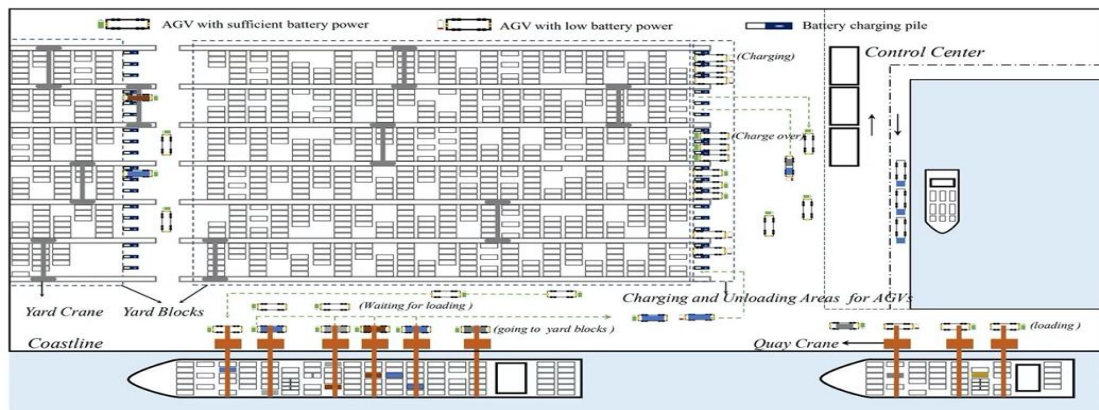 AGV with sufficient battery power
AGV with low battery power
Battery charging pile
(Charging)
Control Center
(Charge over)
Charging and Unloading Areas for AGVs
(Waiting for loading )
Yard Crane
Yard Blocks
(going to yard blocks )
(loading )
Coastline
Quay Crane